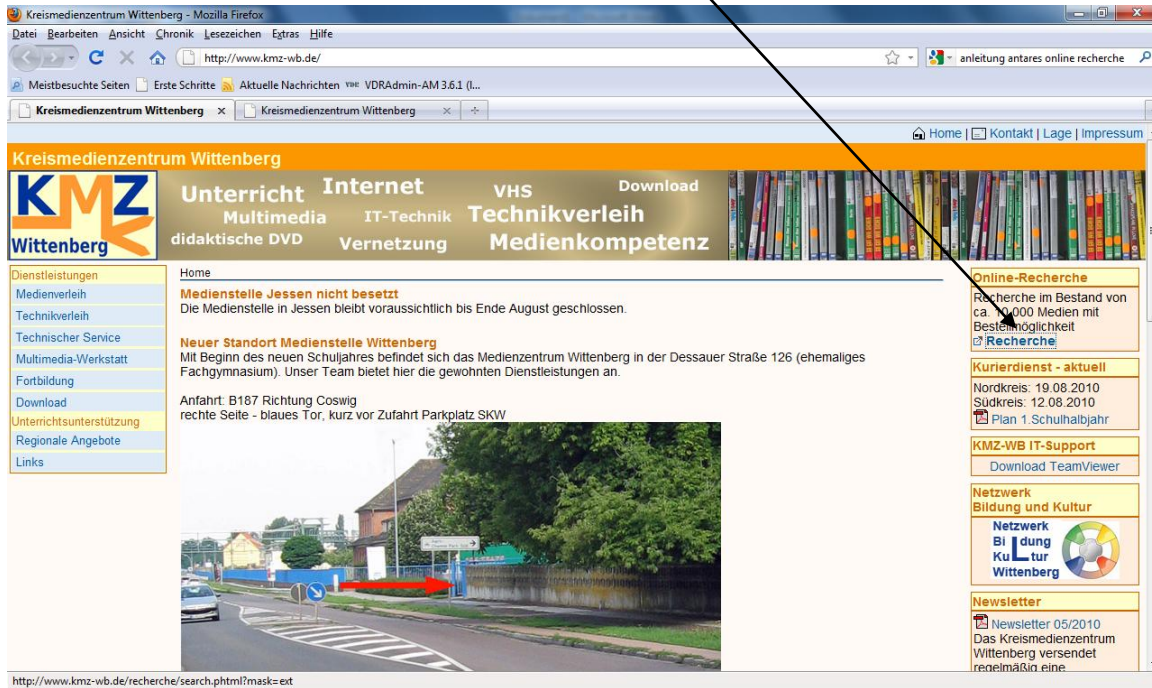 Kreismedienzentrum Wittenberg - Mozilla Firefox
Datei Bearbeiten Ansicht Chronik Lesezeichen Extras Hilfe
http://www.kmz-wb.de/
anleitung antares online recherche
Meistbesuchte Seiten Erste Schritte Aktuelle Nachrichten VDR VDRAdmin-AM 3.6.1 (l...
Kreismedienzentrum Wittenberg
Kreismedienzentrum Wittenberg
Home | Kontakt | Lage | Impressum
Kreismedienzentrum Wittenberg
KMZ
Wittenberg
Unterricht Internet VHS Download
Multimedia IT-Technik Technikverleih
didaktische DVD Vernetzung Medienkompetenz
Dienstleistungen
Medienverleih
Technikverleih
Technischer Service
Multimedia-Werkstatt
Fortbildung
Download
Unterrichtsunterstützung
Regionale Angebote
Links
Home
Medienstelle Jessen nicht besetzt
Die Medienstelle in Jessen bleibt voraussichtlich bis Ende August geschlossen.
Neuer Standort Medienstelle Wittenberg
Mit Beginn des neuen Schuljahres befindet sich das Medienzentrum Wittenberg in der Dessauer Straße 126 (ehemaliges
Fachgymnasium). Unser Team bietet hier die gewohnten Dienstleistungen an.
Anfahrt: B187 Richtung Coswig
rechte Seite - blaues Tor, kurz vor Zufahrt Parkplatz SKW
Online-Recherche
Recherche im Bestand von
ca. 10.000 Medien mit
Bestellmöglichkeit
Recherche
Kurierdienst - aktuell
Nordkreis: 19.08.2010
Südkreis: 12.08.2010
Plan 1.Schulhalbjahr
KMZ-WB IT-Support
Download TeamViewer
Netzwerk
Bildung und Kultur
Netzwerk
Bi L dung
Ku L tur
Wittenberg
Newsletter
Newsletter 05/2010
Das Kreismedienzentrum
Wittenberg versendet
regelmäßig eine
http://www.kmz-wb.de/recherche/search.phtml?mask=ext